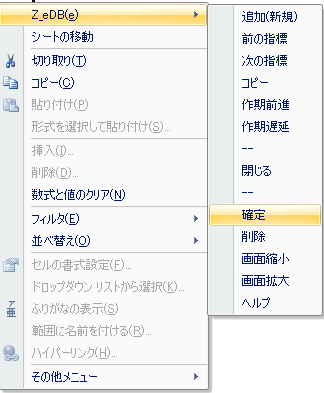 Z_eDB(e)
シートの移動
切り取り(T)
コピー(C)
貼り付け(P)
形式を選択して貼り付け(S)...
挿入(I)...
削除(D)...
数式と値のクリア(N)
フィルタ(E)
並べ替え(O)
セルの書式設定(F)...
ドロップダウン リストから選択(K)...
ア亜
ふりがなの表示(S)
範囲に名前を付ける(R)...
ハイパーリンク(H)...
その他メニュー
追加(新規)
前の指標
次の指標
コピー
作期前進
作期遅延
--
閉じる
--
確定
削除
画面縮小
画面拡大
ヘルプ